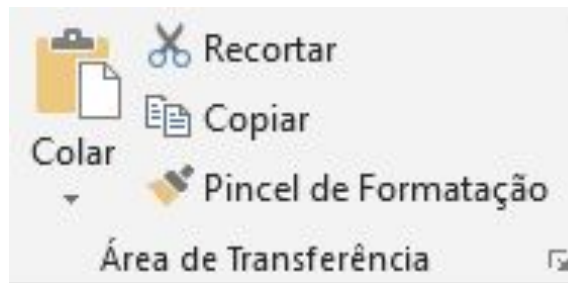 Recortar
Copiar
Colar
Pincel de Formatação
Área de Transferência